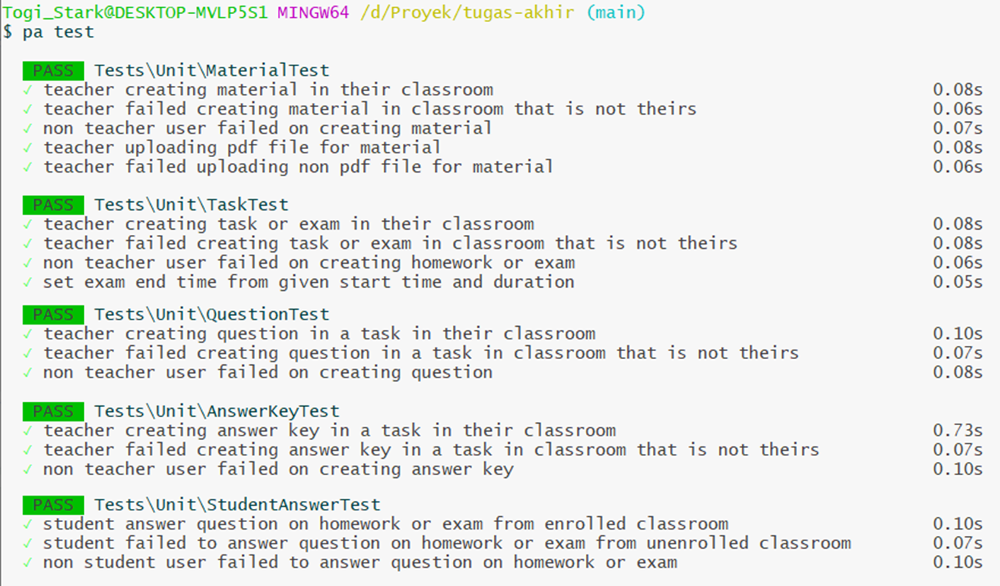 Togi_Stark@DESKTOP-MVLP5S1 MINGW64 /d/Proyek/tugas-akhir (main)
$ pa test
PASS Tests\Unit\MaterialTest
✓ teacher creating material in their classroom 0.08s
✓ teacher failed creating material in classroom that is not theirs 0.06s
✓ non teacher user failed on creating material 0.07s
✓ teacher uploading pdf file for material 0.08s
✓ teacher failed uploading non pdf file for material 0.06s
PASS Tests\Unit\TaskTest
✓ teacher creating task or exam in their classroom 0.08s
✓ teacher failed creating task or exam in classroom that is not theirs 0.08s
✓ non teacher user failed on creating homework or exam 0.06s
✓ set exam end time from given start time and duration 0.05s
PASS Tests\Unit\QuestionTest
✓ teacher creating question in a task in their classroom 0.10s
✓ teacher failed creating question in a task in classroom that is not theirs 0.07s
✓ non teacher user failed on creating question 0.08s
PASS Tests\Unit\AnswerKeyTest
✓ teacher creating answer key in a task in their classroom 0.73s
✓ teacher failed creating answer key in a task in classroom that is not theirs 0.07s
✓ non teacher user failed on creating answer key 0.10s
PASS Tests\Unit\StudentAnswerTest
✓ student answer question on homework or exam from enrolled classroom 0.10s
✓ student failed to answer question on homework or exam from unenrolled classroom 0.07s
✓ non student user failed to answer question on homework or exam 0.10s